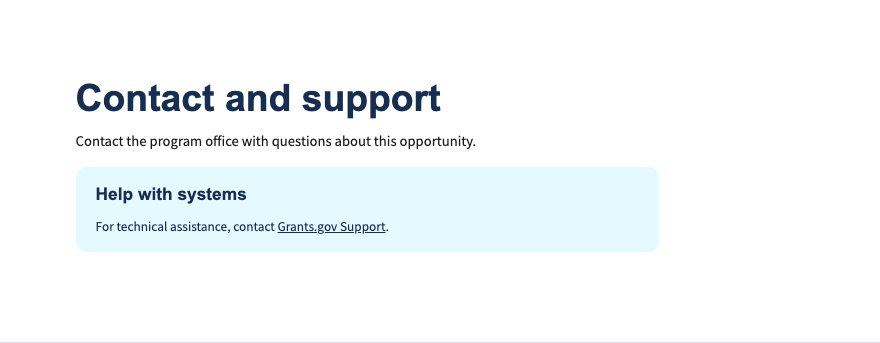 Contact and support
Contact the program office with questions about this opportunity.
Help with systems
For technical assistance, contact Grants.gov Support.